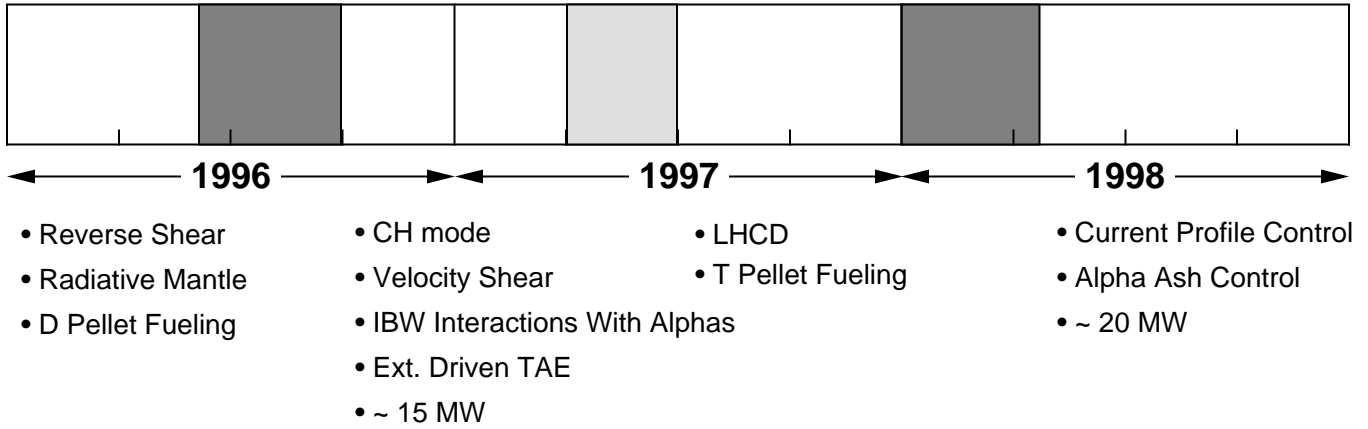 1996
1997
1998
• Reverse Shear
• Radiative Mantle
• D Pellet Fueling
• CH mode
• Velocity Shear
• IBW Interactions With Alphas
• Ext. Driven TAE
• ~ 15 MW
• LHCD
• T Pellet Fueling
• Current Profile Control
• Alpha Ash Control
• ~ 20 MW